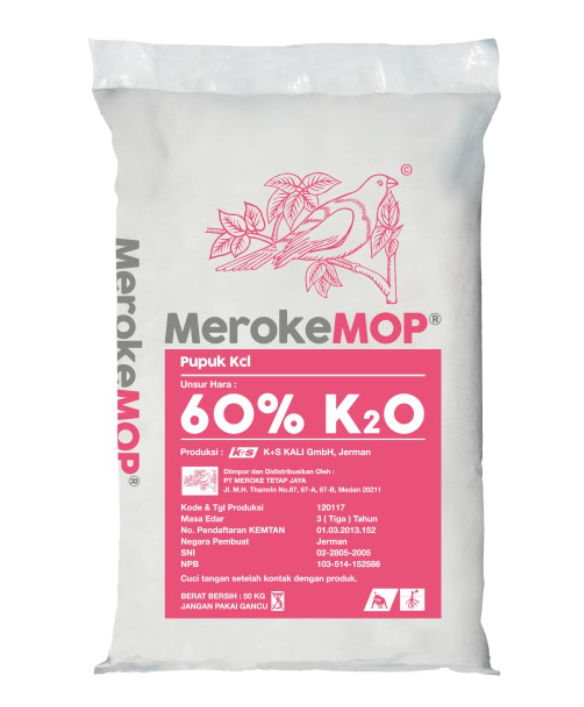 ©
MerokeMOP®
MerokeMOP®
Pupuk Kcl
Unsur Hara :
60% K₂O
Produksi : k+s K+S KALI GmbH, Jerman
Diimpor dan Didistribusikan Oleh :
PT MEROKE TETAP JAYA
Jl. M.H. Thamrin No.67, 67-A, 67-B, Medan 20211
Kode & Tgl Produksi 120117
Masa Edar 3 ( Tiga ) Tahun
No. Pendaftaran KEMTAN 01.03.2013.152
Negara Pembuat Jerman
SNI 02-2805-2005
NPB 103-514-152586
Cuci tangan setelah kontak dengan produk.
BERAT BERSIH : 50 KG
JANGAN PAKAI GANCU